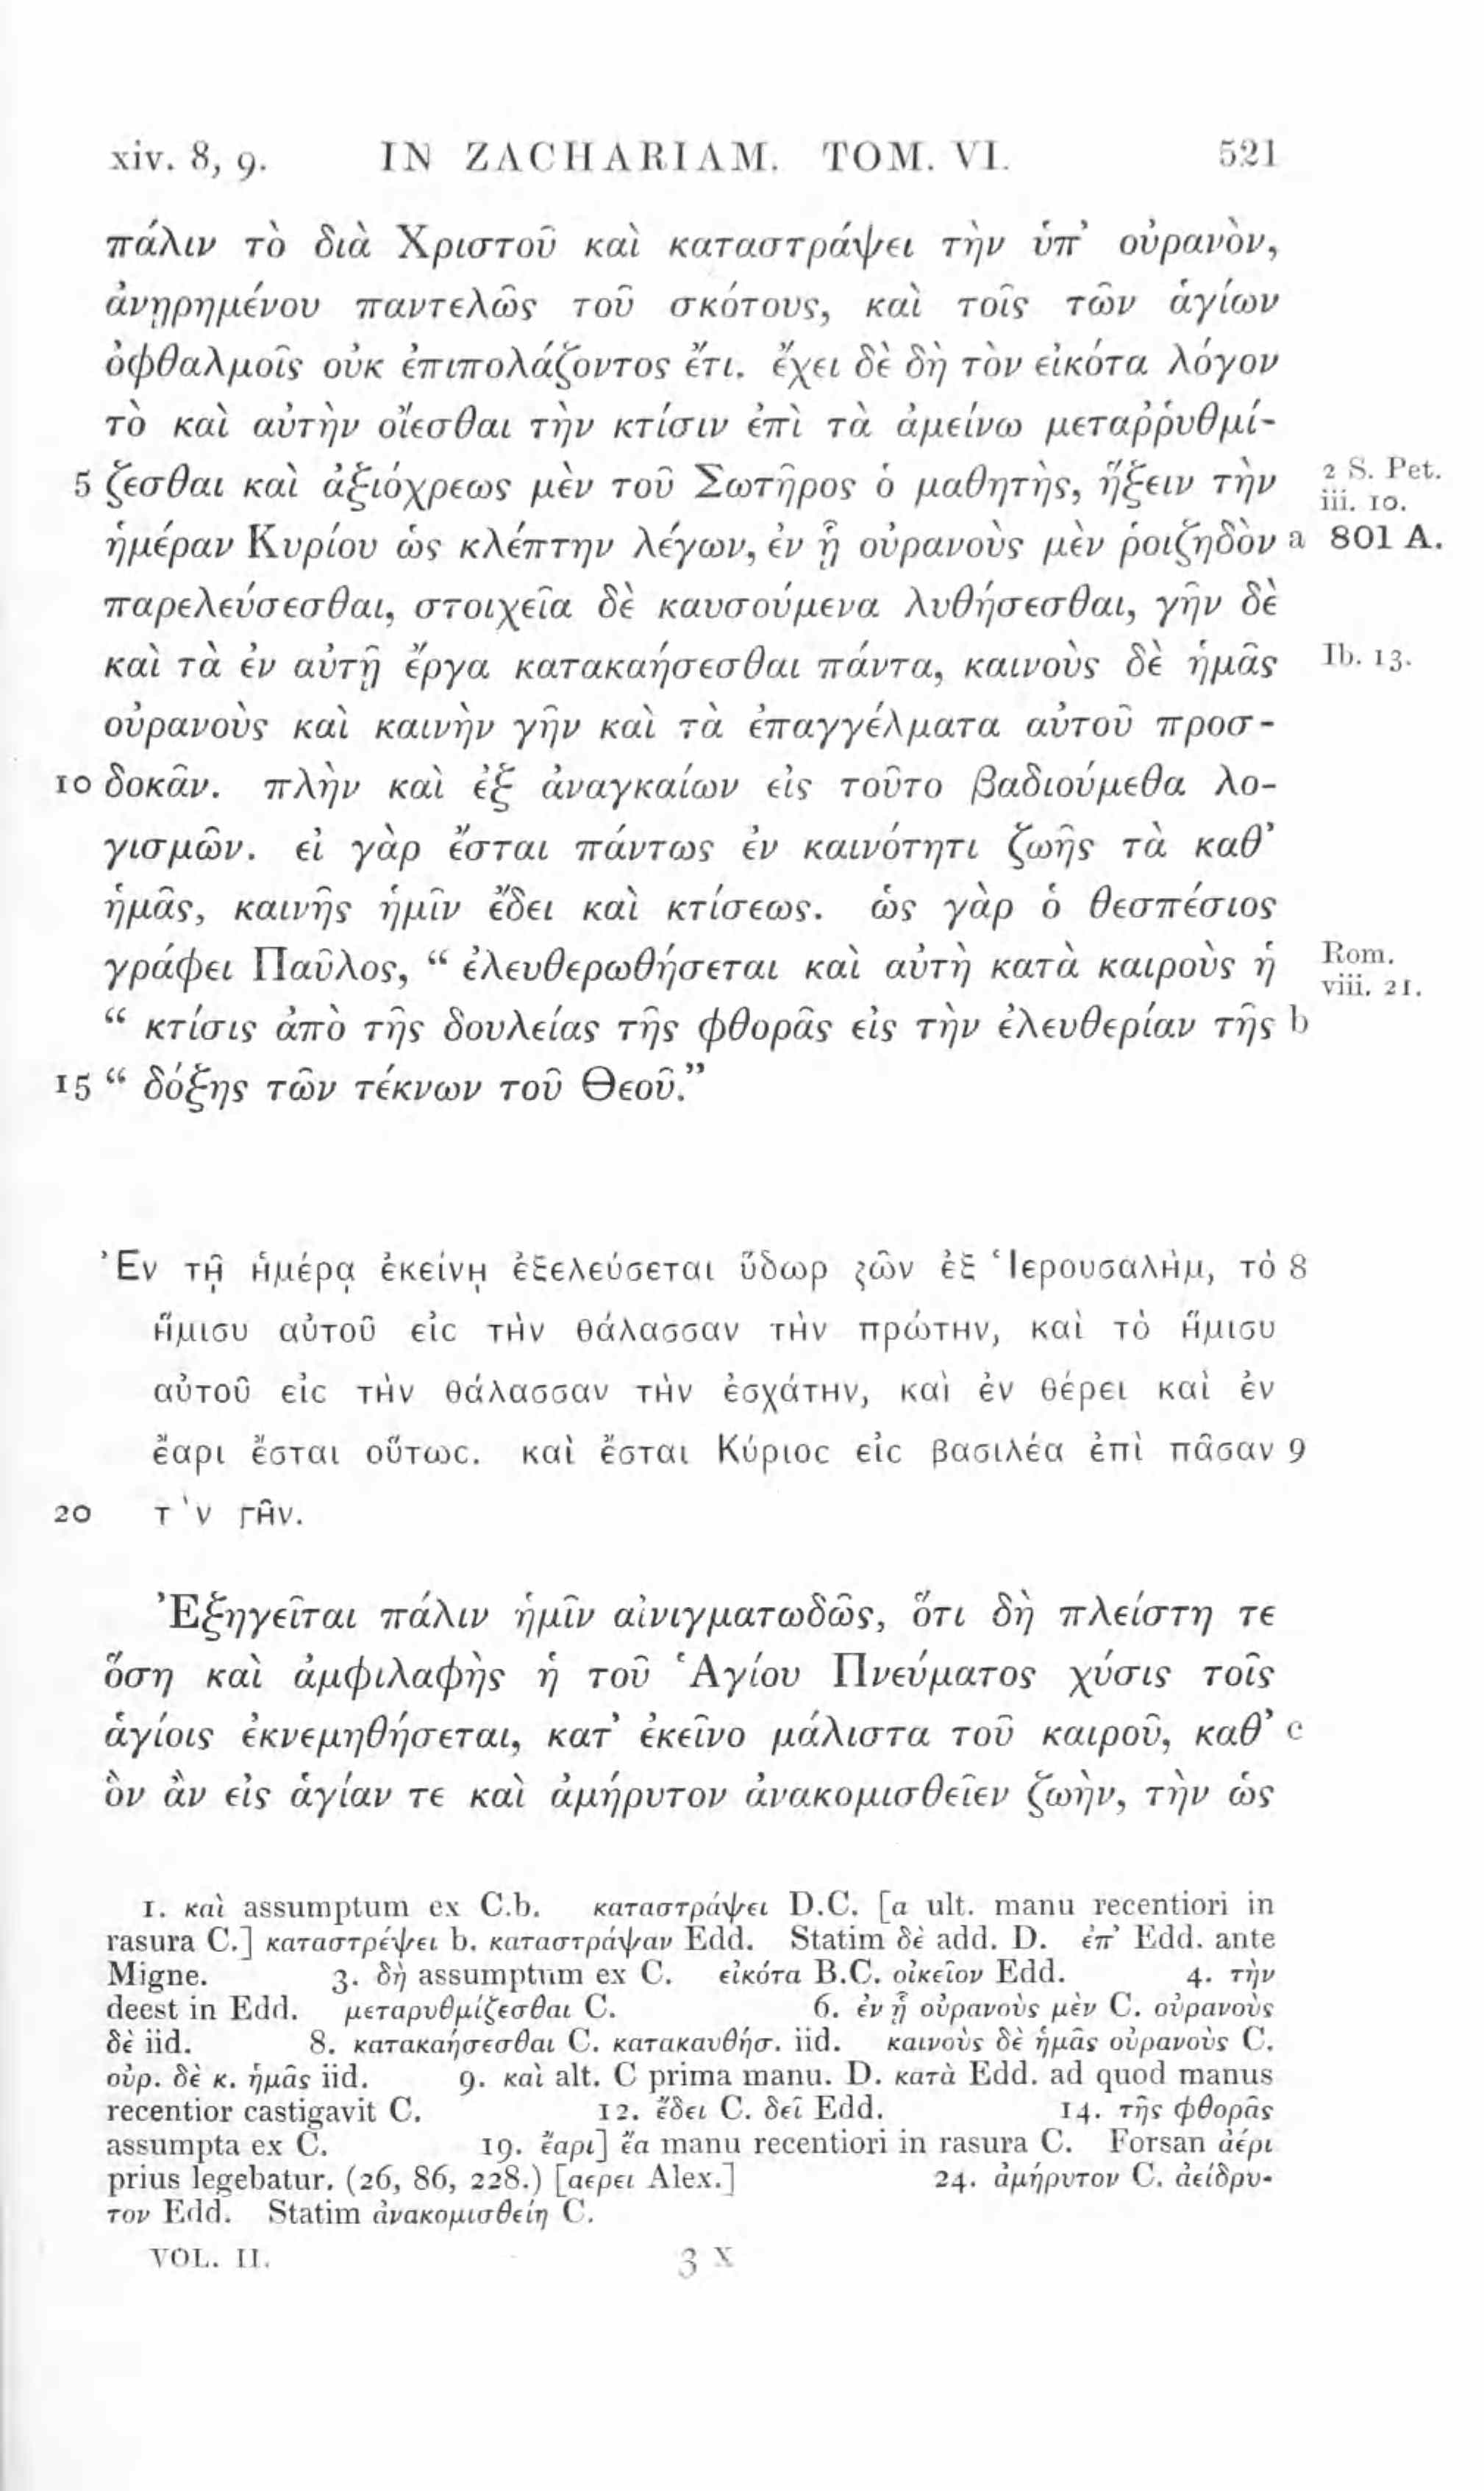 xiv. 8, 9. IN ZACHARIAM. TOM. VI. 521
πάλιν τὸ διὰ Χριστοῦ καὶ καταστράψει τὴν ὑπ' οὐρανὸν,
ἀνῃρημένου παντελῶς τοῦ σκότους, καὶ τοῖς τῶν ἁγίων
ὀφθαλμοῖς οὐκ ἐπιπολάζοντος ἔτι. ἔχει δὲ δὴ τὸν εἰκότα λόγον
τὸ καὶ αὐτὴν οἴεσθαι τὴν κτίσιν ἐπὶ τὰ ἀμείνω μεταῤῥυθμί-
5 ζεσθαι καὶ ἀξιόχρεως μὲν τοῦ Σωτῆρος ὁ μαθητὴς, ἥξειν τὴν 2 S. Pet. iii. 10.
ἡμέραν Κυρίου ὡς κλέπτην λέγων, ἐν ᾗ οὐρανοὺς μὲν ῥοιζηδὸν a 801 A.
παρελεύσεσθαι, στοιχεῖα δὲ καυσούμενα λυθήσεσθαι, γῆν δὲ
καὶ τὰ ἐν αὐτῇ ἔργα κατακαήσεσθαι πάντα, καινοὺς δὲ ἡμᾶς Ib. 13.
οὐρανοὺς καὶ καινὴν γῆν καὶ τὰ ἐπαγγέλματα αὐτοῦ προσ-
10 δοκᾶν. πλὴν καὶ ἐξ ἀναγκαίων εἰς τοῦτο βαδιούμεθα λο-
γισμῶν. εἰ γὰρ ἔσται πάντως ἐν καινότητι ζωῆς τὰ καθ'
ἡμᾶς, καινῆς ἡμῖν ἔδει καὶ κτίσεως. ὡς γὰρ ὁ θεσπέσιος
γράφει Παῦλος, “ ἐλευθερωθήσεται καὶ αὐτὴ κατὰ καιροὺς ἡ Rom. viii. 21.
“ κτίσις ἀπὸ τῆς δουλείας τῆς φθορᾶς εἰς τὴν ἐλευθερίαν τῆς b
15 “ δόξης τῶν τέκνων τοῦ Θεοῦ.”
Ἐν τῇ ἡμέρᾳ ἐκείνῃ ἐξελεύσεται ὕδωρ ζῶν ἐξ Ἱερουσαλὴμ, τὸ 8
ἥμισυ αὐτοῦ εἰς τὴν θάλασσαν τὴν πρώτην, καὶ τὸ ἥμισυ
αὐτοῦ εἰς τὴν θάλασσαν τὴν ἐσχάτην, καὶ ἐν θέρει καὶ ἐν
ἔαρι ἔσται οὕτως. καὶ ἔσται Κύριος εἰς βασιλέα ἐπὶ πᾶσαν 9
20 τ ̀ν γῆν.
Ἐξηγεῖται πάλιν ἡμῖν αἰνιγματωδῶς, ὅτι δὴ πλείστη τε
ὅση καὶ ἀμφιλαφὴς ἡ τοῦ Ἁγίου Πνεύματος χύσις τοῖς
ἁγίοις ἐκνεμηθήσεται, κατ' ἐκεῖνο μάλιστα τοῦ καιροῦ, καθ' c
ὃν ἂν εἰς ἁγίαν τε καὶ ἀμήρυτον ἀνακομισθεῖεν ζωὴν, τὴν ὡς
1. καὶ assumptum ex C.b. καταστράψει D.C. [a ult. manu recentiori in
rasura C.] καταστρέψει b. καταστράψαν Edd. Statim δὲ add. D. ἐπ' Edd. ante
Migne. 3. δὴ assumptum ex C. εἰκότα B.C. οἰκεῖον Edd. 4. τὴν
deest in Edd. μεταρυθμίζεσθαι C. 6. ἐν ᾗ οὐρανοὺς μὲν C. οὐρανοὺς
δὲ iid. 8. κατακαήσεσθαι C. κατακαυθήσ. iid. καινοὺς δὲ ἡμᾶς οὐρανοὺς C.
οὐρ. δὲ κ. ἡμᾶς iid. 9. καὶ alt. C prima manu. D. κατὰ Edd. ad quod manus
recentior castigavit C. 12. ἔδει C. δεῖ Edd. 14. τῆς φθορᾶς
assumpta ex C. 19. ἔαρι] ἔα manu recentiori in rasura C. Forsan ἀέρι
prius legebatur. (26, 86, 228.) [αερει Alex.] 24. ἀμήρυτον C. ἀείδρυ-
τον Edd. Statim ἀνακομισθείη C.
VOL. II. 3 X